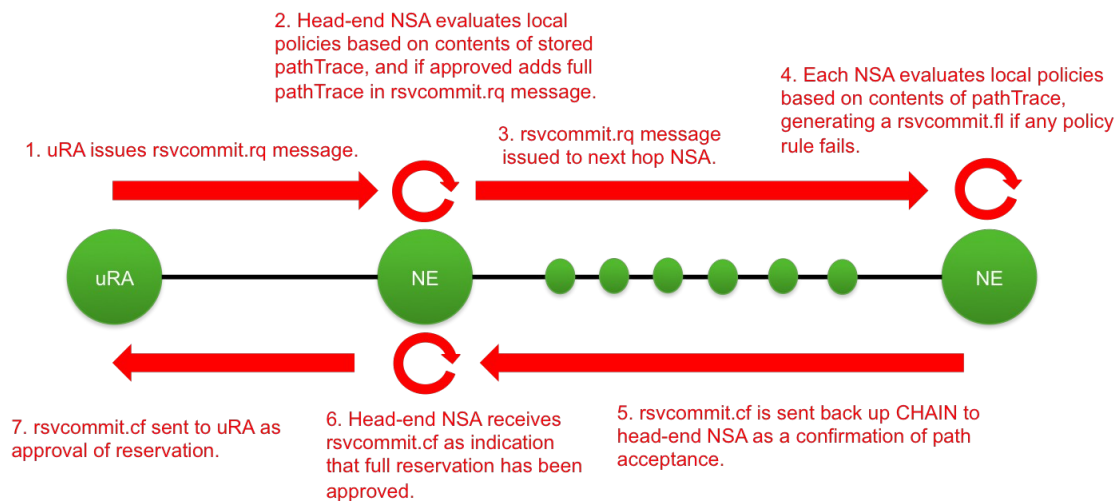 2. Head-end NSA evaluates local
policies based on contents of stored
pathTrace, and if approved adds full
pathTrace in rsvcommit.rq message.
4. Each NSA evaluates local policies
based on contents of pathTrace,
generating a rsvcommit.fl if any policy
rule fails.
1. uRA issues rsvcommit.rq message.
3. rsvcommit.rq message
issued to next hop NSA.
uRA
NE
NE
7. rsvcommit.cf sent to uRA as
approval of reservation.
6. Head-end NSA receives
rsvcommit.cf as indication
that full reservation has been
approved.
5. rsvcommit.cf is sent back up CHAIN to
head-end NSA as a confirmation of path
acceptance.